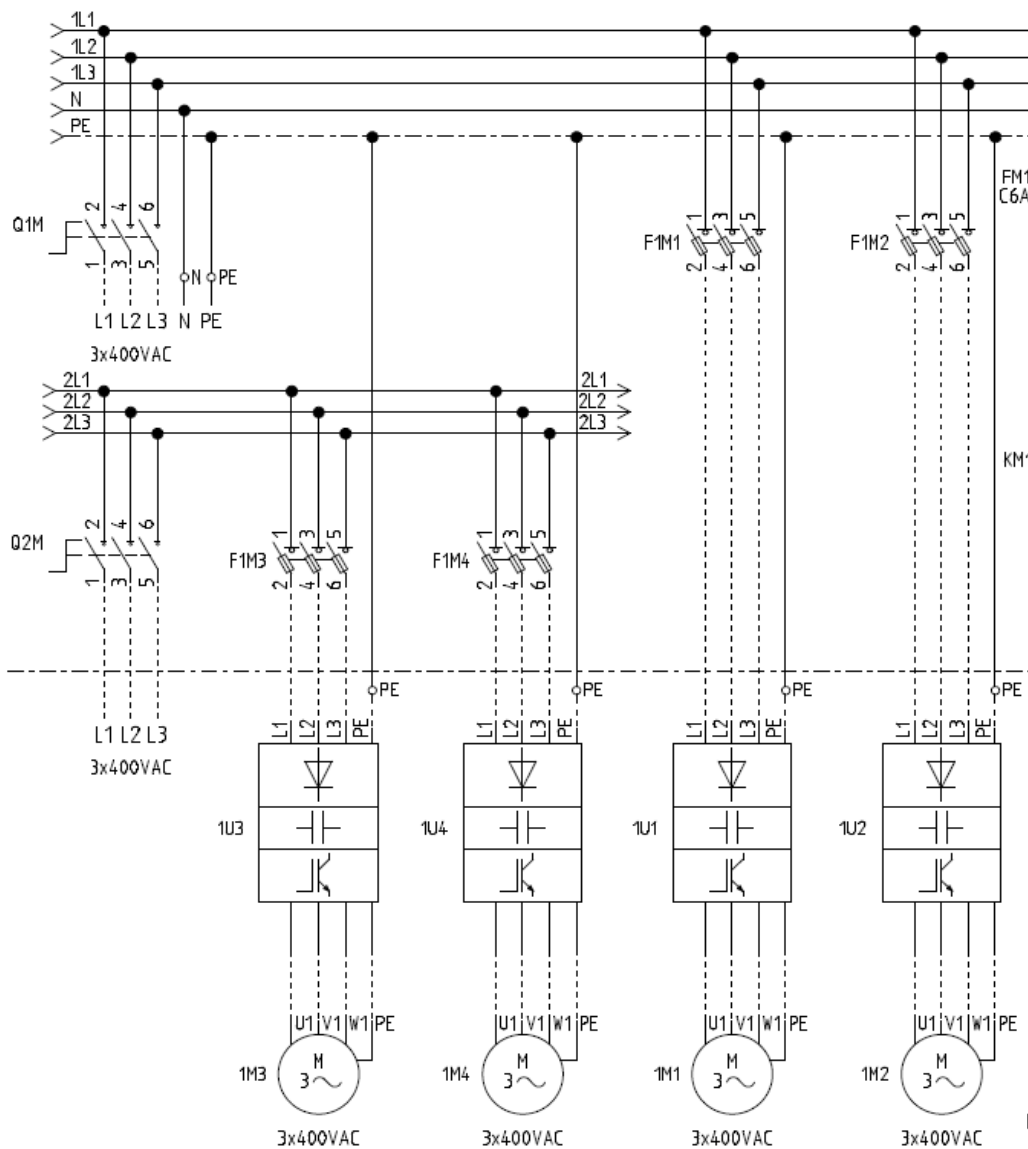 1L1
1L2
1L3
N
PE
FM1
C6A
2 4 6
1 3 5
1 3 5
Q1M
F1M1
F1M2
1 3 5
2 4 6
2 4 6
N PE
L1 L2 L3 N PE
3x400VAC
2L1 2L1
2L2 2L2
2L3 2L3
KM1
2 4 6
1 3 5
1 3 5
Q2M
F1M3
F1M4
1 3 5
2 4 6
2 4 6
PE PE PE PE
L1 L2 L3
3x400VAC
L1 L2 L3 PE
L1 L2 L3 PE
L1 L2 L3 PE
L1 L2 L3 PE
1U3 1U4 1U1 1U2
U1 V1 W1 PE
U1 V1 W1 PE
U1 V1 W1 PE
U1 V1 W1 PE
1M3 M 3
1M4 M 3
1M1 M 3
1M2 M 3
3x400VAC 3x400VAC 3x400VAC 3x400VAC